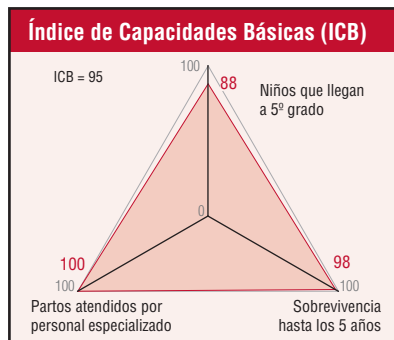 Índice de Capacidades Básicas (ICB)
ICB = 95
100
88
Niños que llegan
a 5º grado
0
100
100
98
100
Partos atendidos por
personal especializado
Sobrevivencia
hasta los 5 años